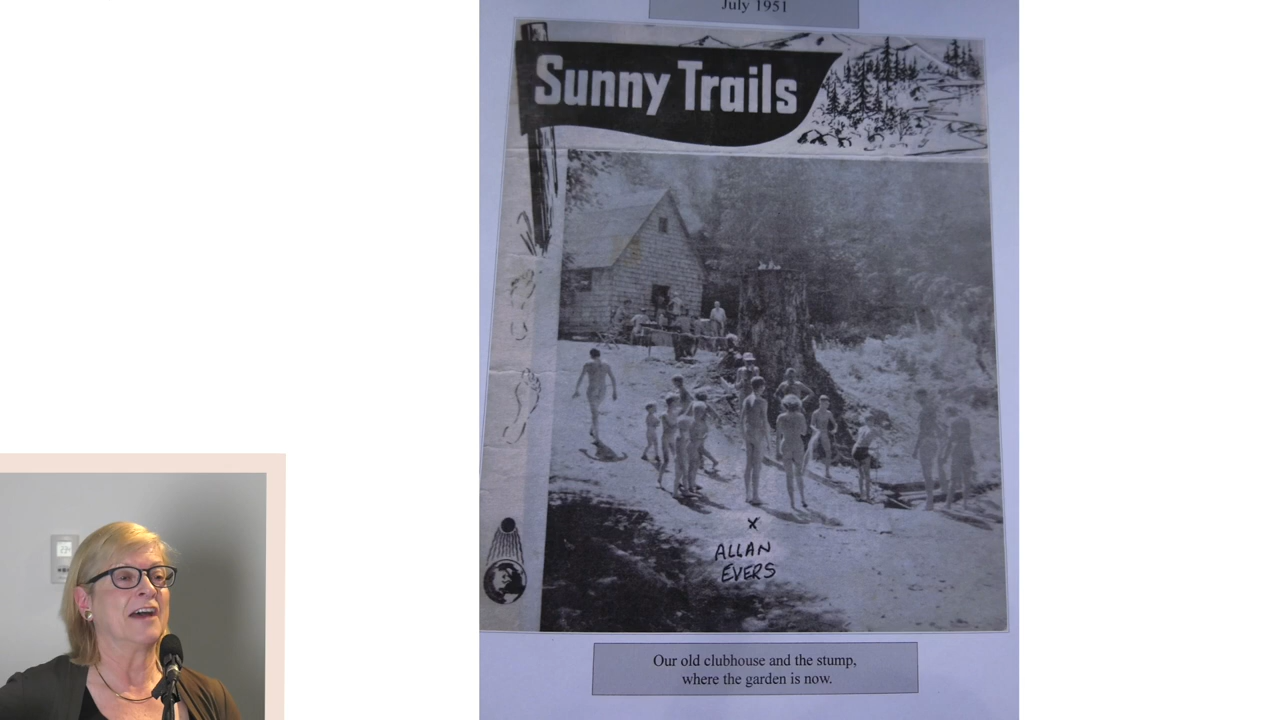 July 1951
Sunny Trails
x
ALLAN
EVERS
Our old clubhouse and the stump,
where the garden is now.